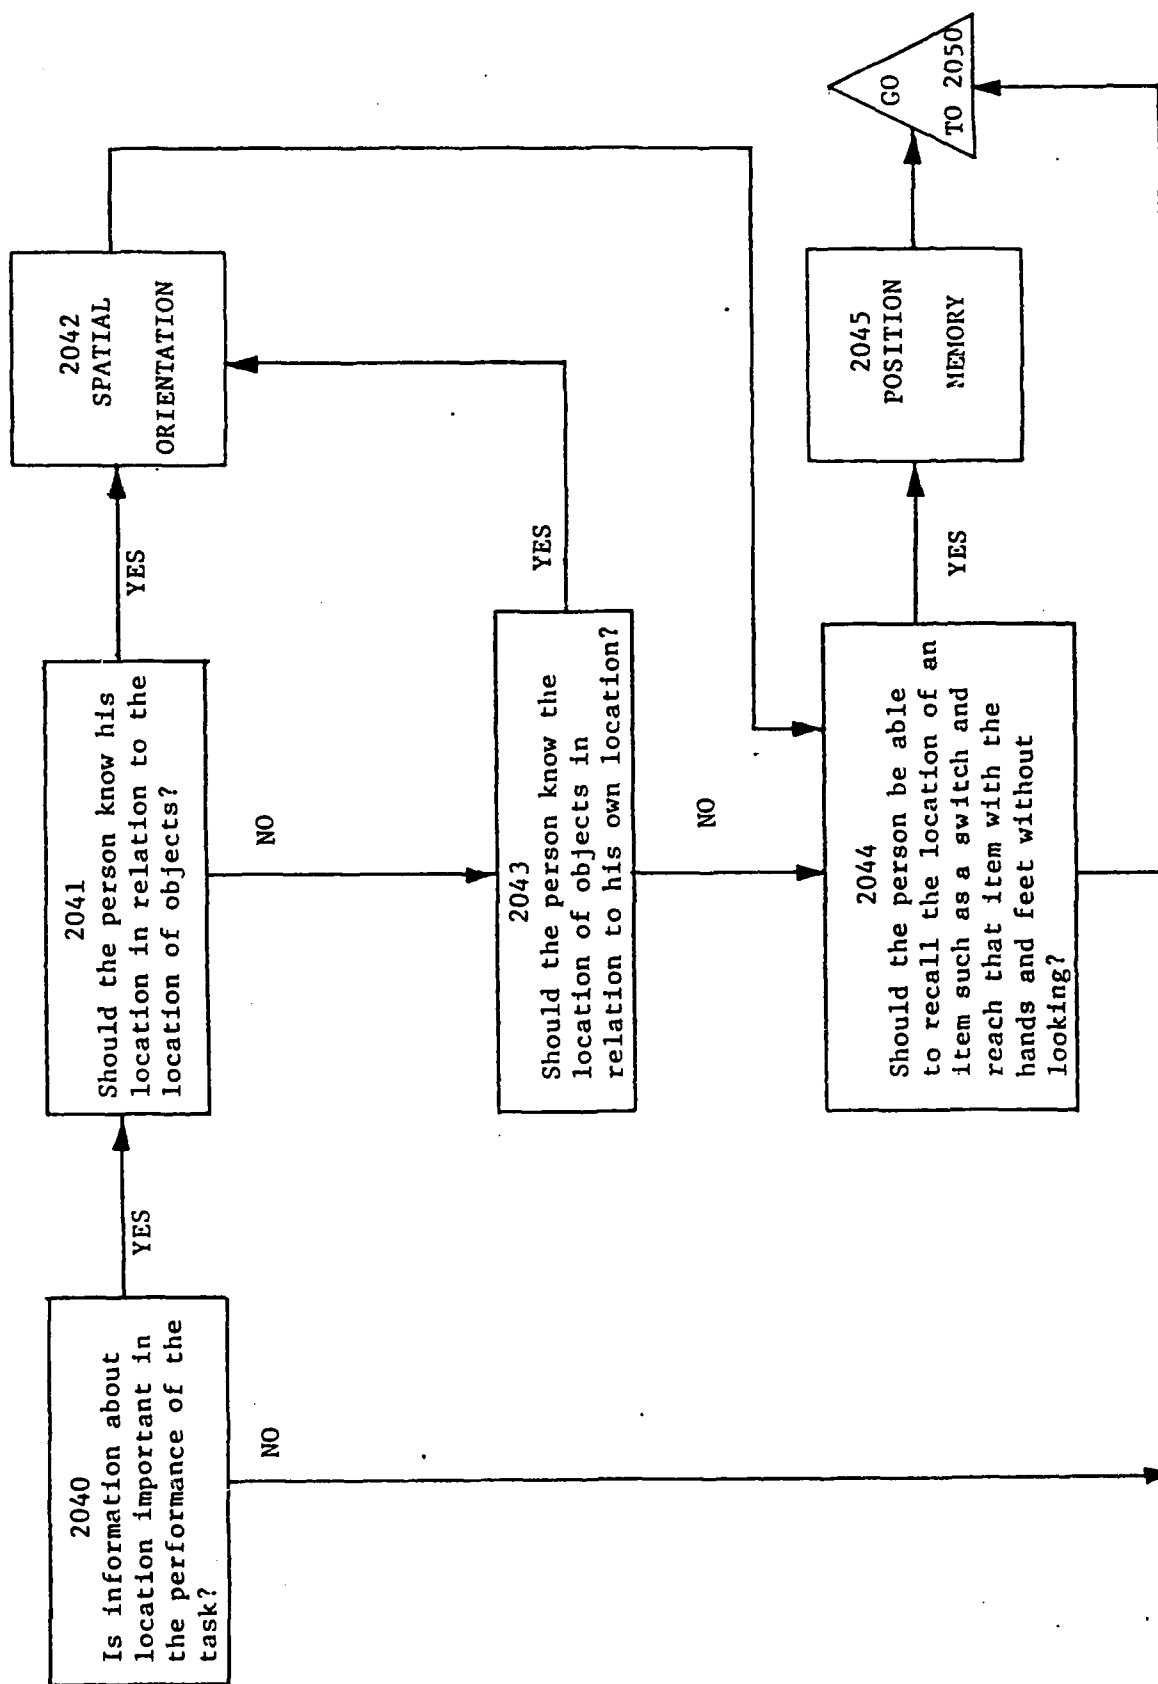 2040
Is information about
location important in
the performance of the
task?
YES
NO
2041
Should the person know his
location in relation to the
location of objects?
YES
NO
2042
SPATIAL
ORIENTATION
2043
Should the person know the
location of objects in
relation to his own location?
YES
NO
2044
Should the person be able
to recall the location of an
item such as a switch and
reach that item with the
hands and feet without
looking?
YES
2045
POSITION
MEMORY
GO
TO 2050